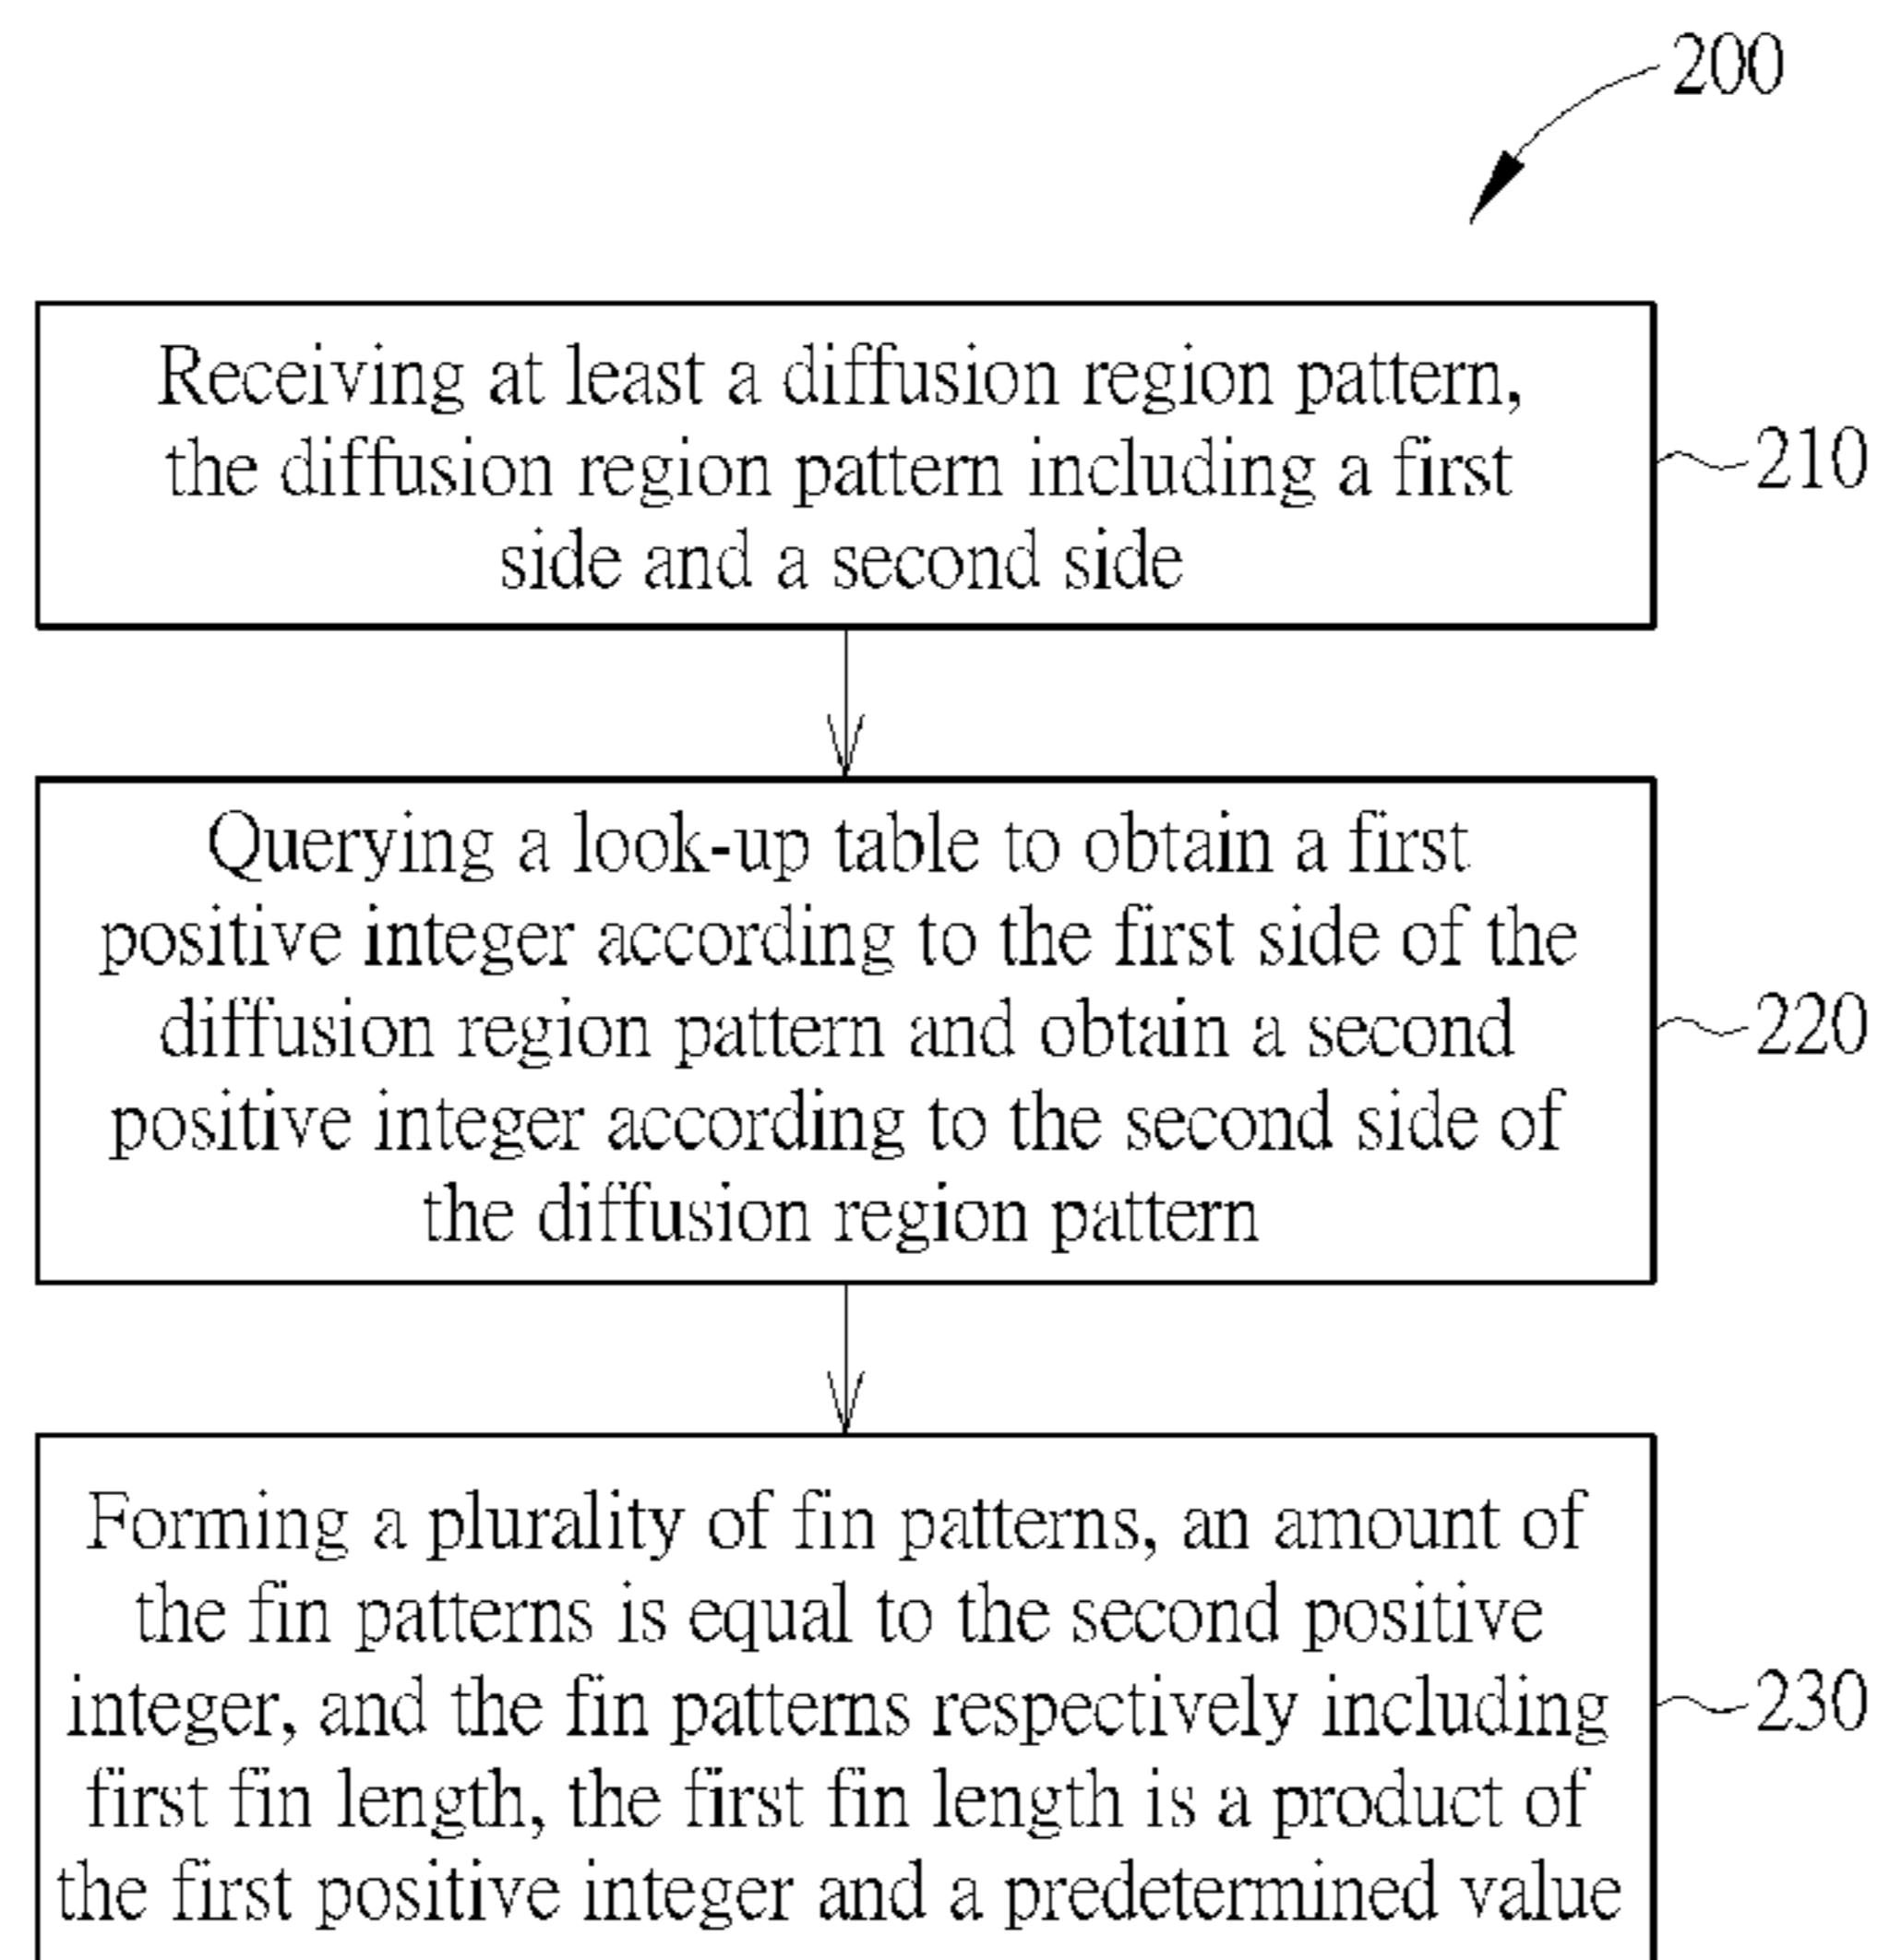 200
Receiving at least a diffusion region pattern,
the diffusion region pattern including a first
side and a second side
210
Querying a look-up table to obtain a first
positive integer according to the first side of the
diffusion region pattern and obtain a second
positive integer according to the second side of
the diffusion region pattern
220
Forming a plurality of fin patterns, an amount of
the fin patterns is equal to the second positive
integer, and the fin patterns respectively including
first fin length, the first fin length is a product of
the first positive integer and a predetermined value
230